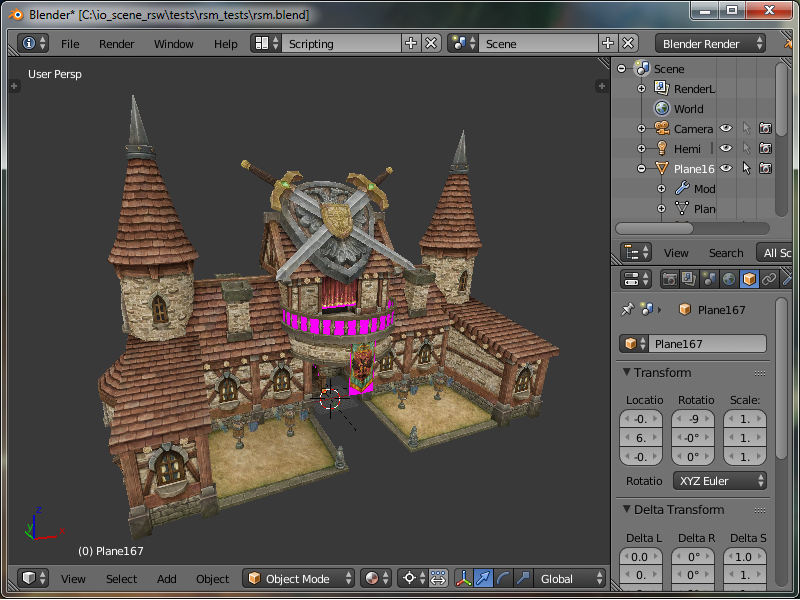 Blender* [C:\io_scene_rsw\tests\rsm_tests\rsm.blend]
File Render Window Help Scripting Scene Blender Render
User Persp
Scene
RenderL
World
Camera
Hemi
Plane16
Mod
Plan
View Search All Sc
Plane167
Plane167
Transform
Locatio Rotatio Scale:
-0. -9 1.
6. -0° 1.
-0. 0° 1.
Rotatio XYZ Euler
Delta Transform
Delta L Delta R Delta S
0.0 0° 1.0
0. 0° 1.
z
y x
(0) Plane167
View Select Add Object Object Mode Global